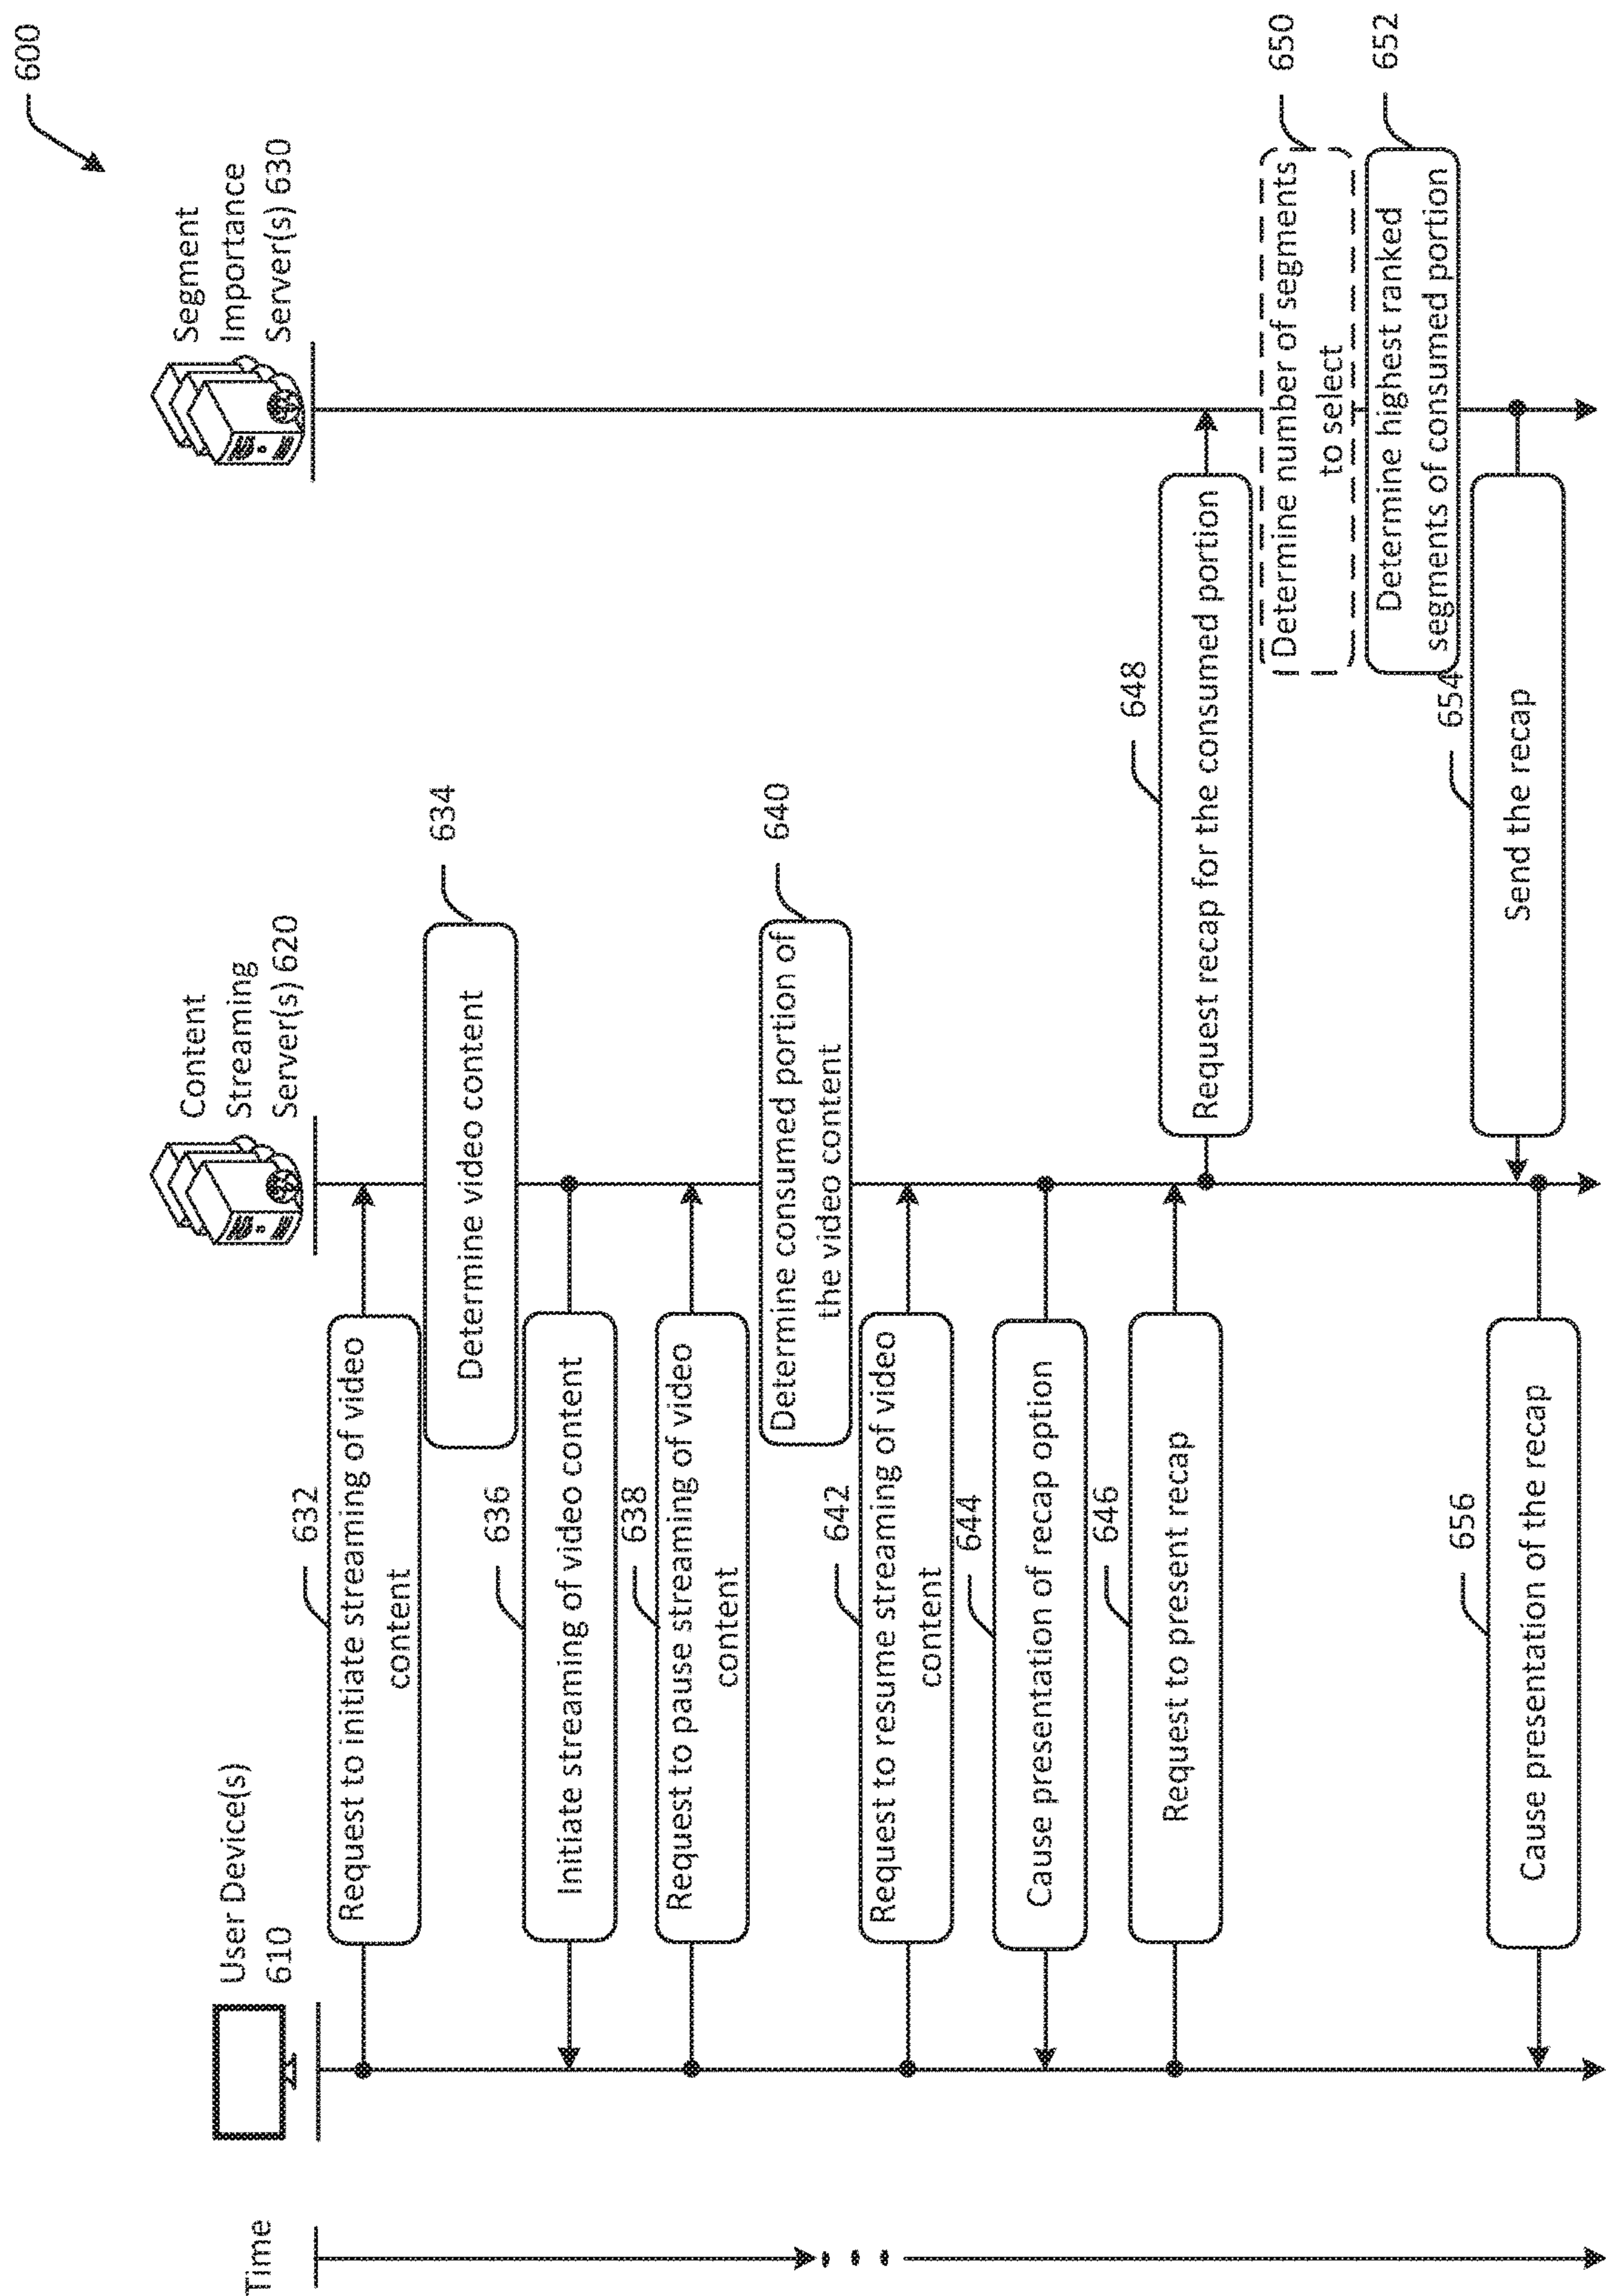 600
Time
User Device(s)
610
Content
Streaming
Server(s) 620
Segment
Importance
Server(s) 630
632
Request to initiate streaming of video
content
634
Determine video content
636
Initiate streaming of video content
638
Request to pause streaming of video
content
640
Determine consumed portion of
the video content
642
Request to resume streaming of video
content
644
Cause presentation of recap option
646
Request to present recap
648
Request recap for the consumed portion
650
Determine number of segments
to select
652
Determine highest ranked
segments of consumed portion
654
Send the recap
656
Cause presentation of the recap